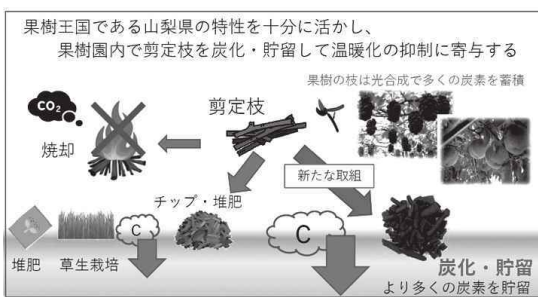 果樹王国である山梨県の特性を十分に活かし、
果樹園内で剪定枝を炭化・貯留して温暖化の抑制に寄与する
果樹の枝は光合成で多くの炭素を蓄積
CO₂
剪定枝
焼却
新たな取組
チップ・堆肥
C
C
堆肥
草生栽培
炭化・貯留
より多くの炭素を貯留